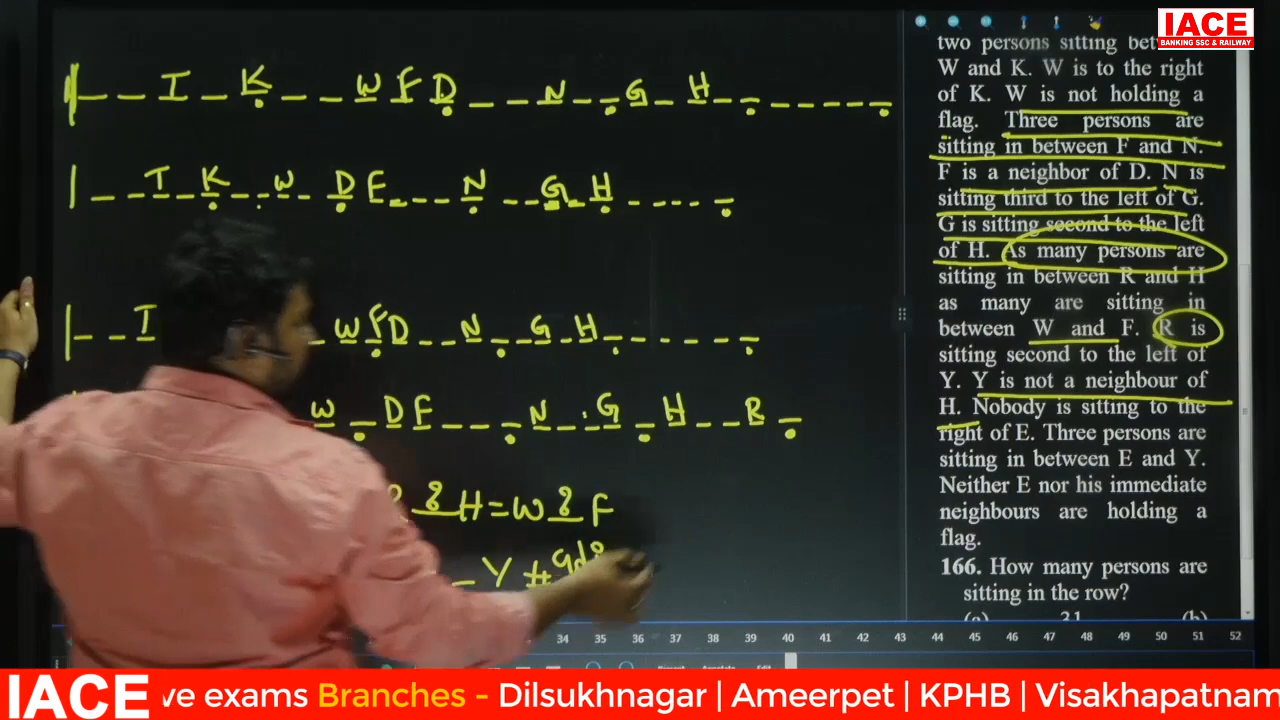 IACE
BANKING SSC & RAILWAY
two persons sitting bet
W and K. W is to the right
of K. W is not holding a
flag. Three persons are
sitting in between F and N.
F is a neighbor of D. N is
sitting third to the left of G.
G is sitting second to the left
of H. As many persons are
sitting in between R and H
as many are sitting in
between W and F. R is
sitting second to the left of
Y. Y is not a neighbour of
H. Nobody is sitting to the
right of E. Three persons are
sitting in between E and Y.
Neither E nor his immediate
neighbours are holding a
flag.
166. How many persons are
sitting in the row?
I K W F D N G H
I K W D F N G H
I W F D N G H
W D F N G H R
H = W 8 F
Y ≠
34 35 36 37 38 39 40 41 42 43 44 45 46 47 48 49 50 51 52
IACE ve exams Branches - Dilsukhnagar | Ameerpet | KPHB | Visakhapatnam